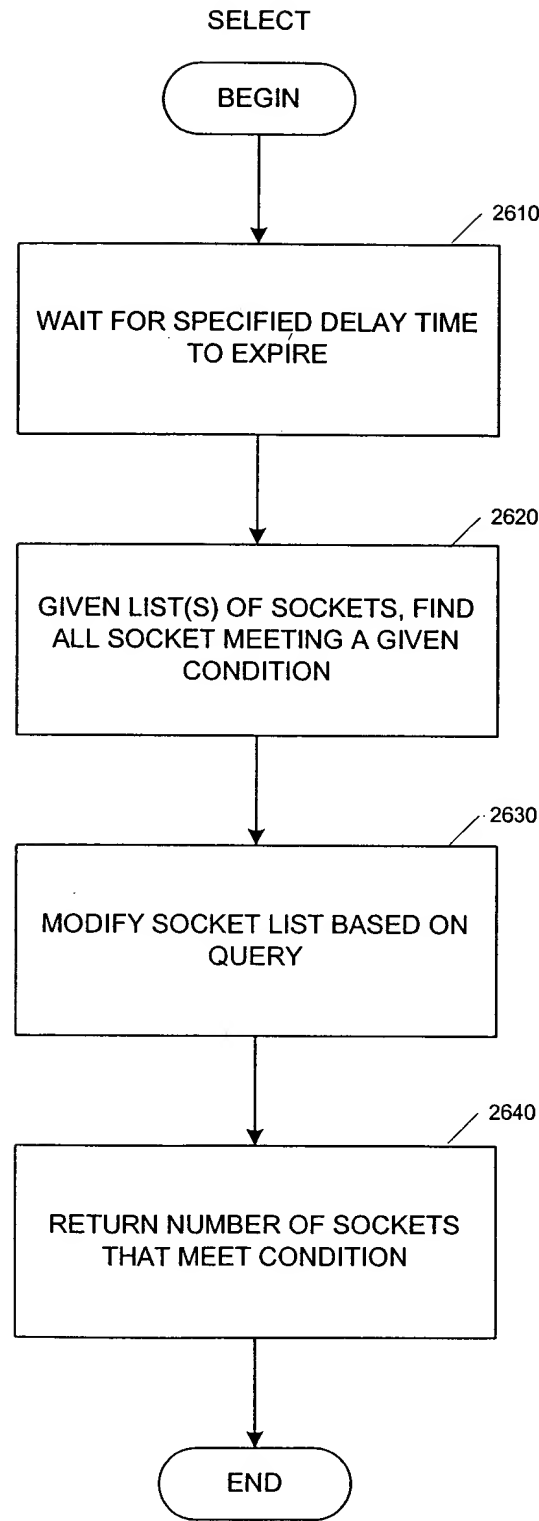 SELECT
BEGIN
2610
WAIT FOR SPECIFIED DELAY TIME
TO EXPIRE
2620
GIVEN LIST(S) OF SOCKETS, FIND
ALL SOCKET MEETING A GIVEN
CONDITION
2630
MODIFY SOCKET LIST BASED ON
QUERY
2640
RETURN NUMBER OF SOCKETS
THAT MEET CONDITION
END